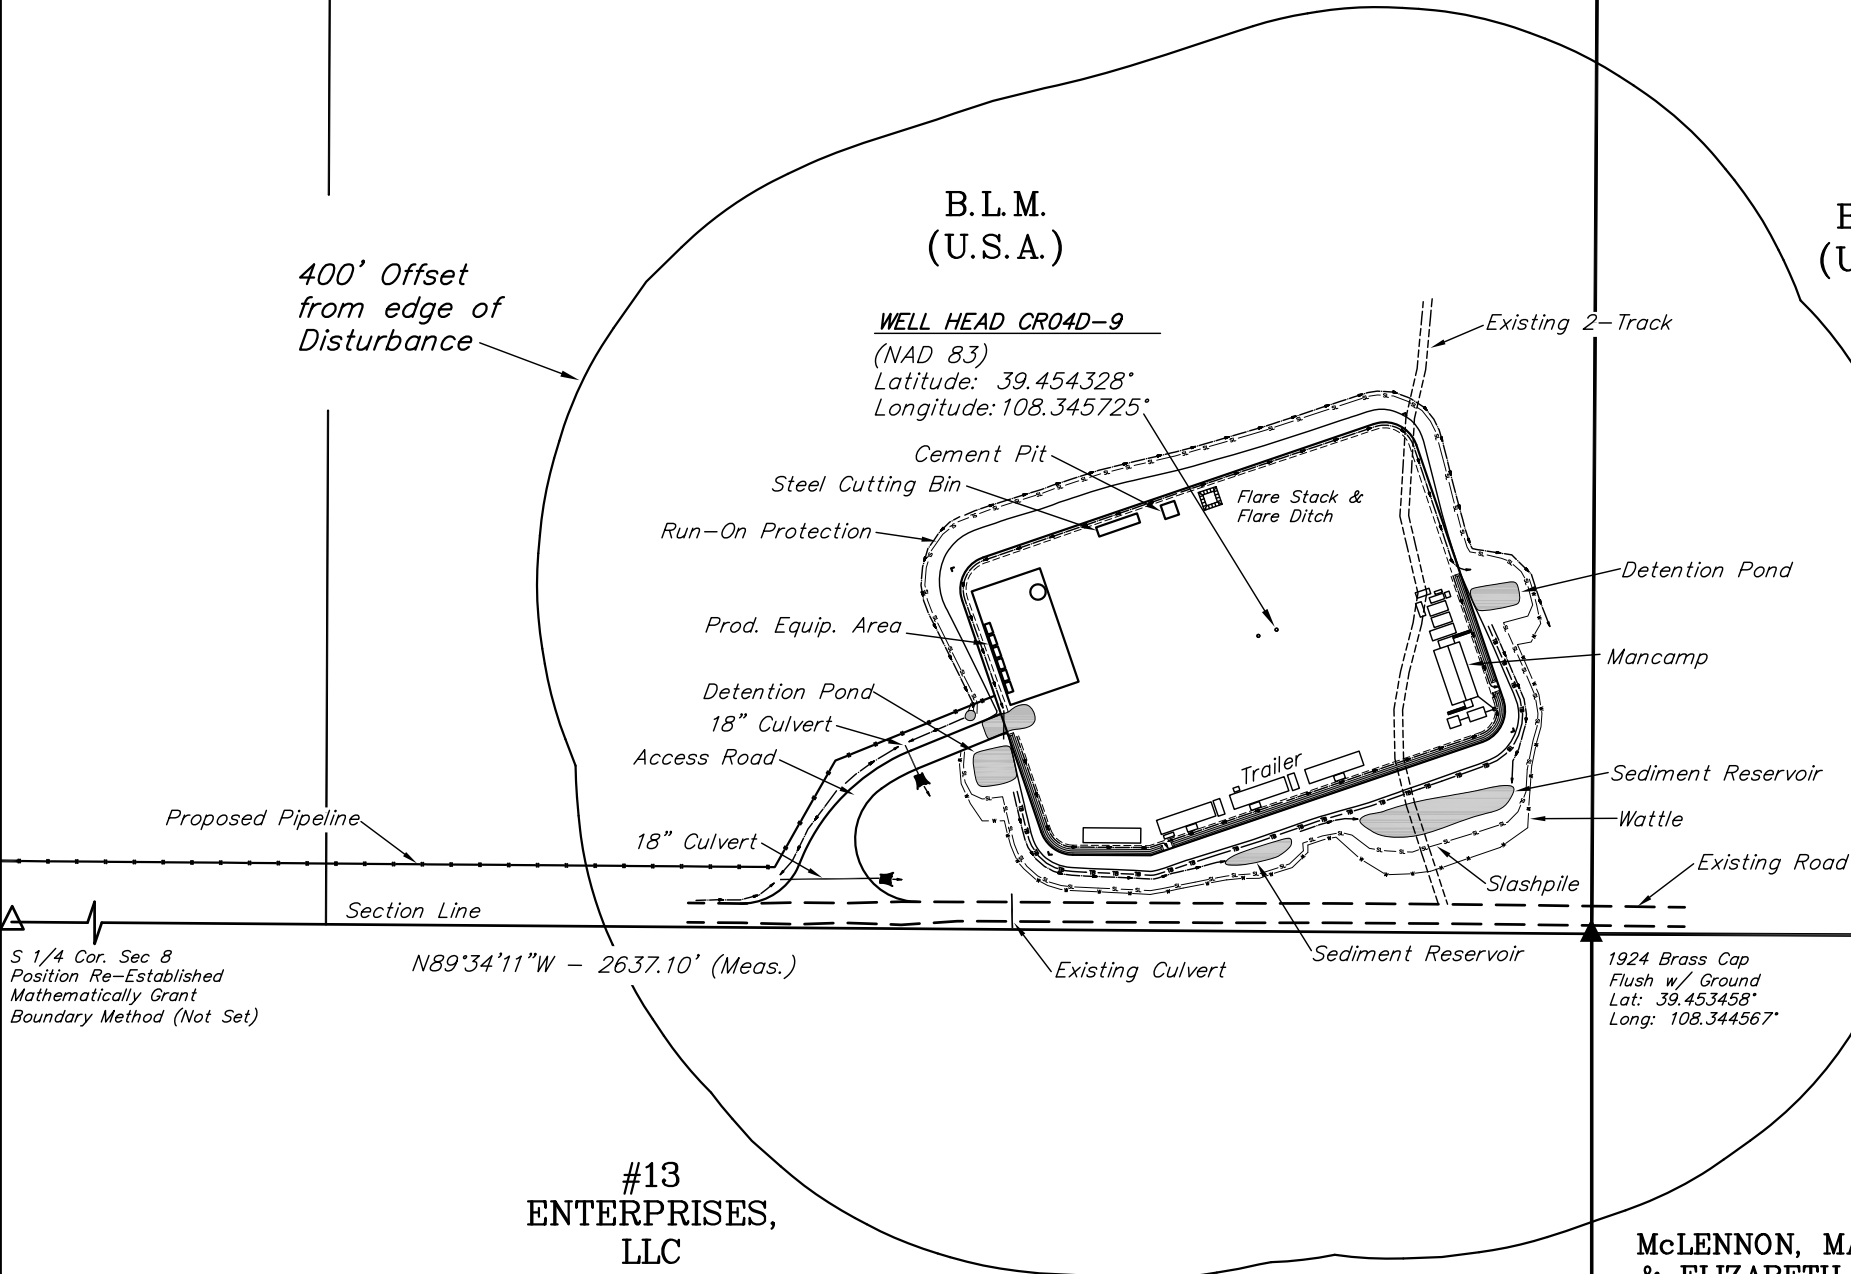 B.L.M.
(U.S.A.)
400' Offset
from edge of
Disturbance
WELL HEAD CR04D-9
(NAD 83)
Latitude: 39.454328°
Longitude: 108.345725°
Existing 2-Track
Cement Pit
Steel Cutting Bin
Flare Stack &
Flare Ditch
Run-On Protection
Detention Pond
Prod. Equip. Area
Mancamp
Detention Pond
18" Culvert
Access Road
Trailer
Sediment Reservoir
Proposed Pipeline
Wattle
18" Culvert
Existing Road
Slashpile
Section Line
S 1/4 Cor. Sec 8
Position Re-Established
Mathematically Grant
Boundary Method (Not Set)
N89°34'11"W - 2637.10' (Meas.)
Existing Culvert
Sediment Reservoir
1924 Brass Cap
Flush w/ Ground
Lat: 39.453458°
Long: 108.344567°
#13
ENTERPRISES,
LLC
McLENNON, MA
& ELIZABETH